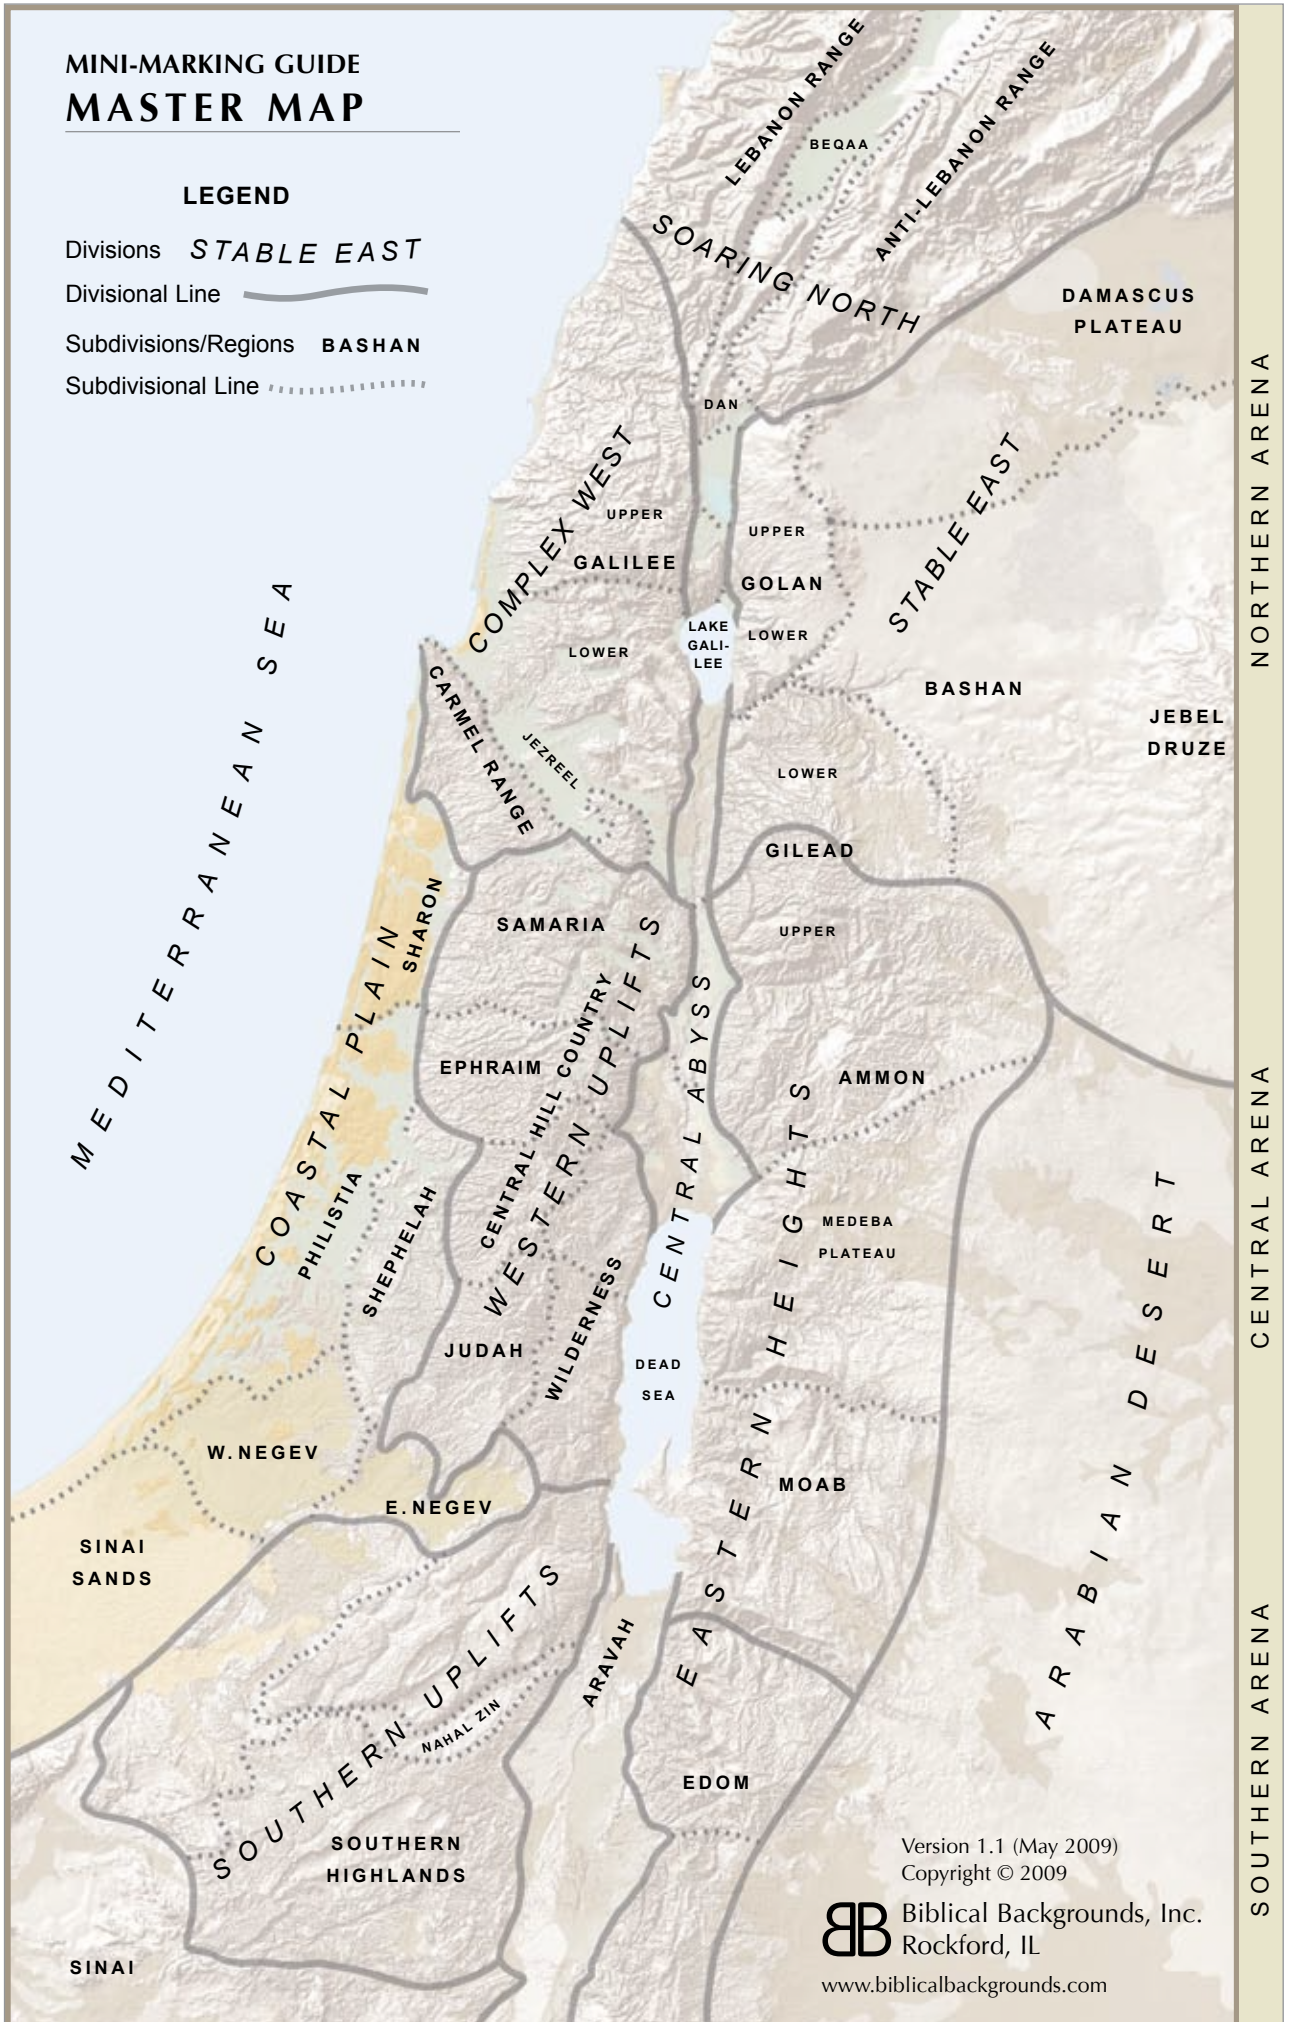 MINI-MARKING GUIDE
MASTER MAP
LEGEND
Divisions STABLE EAST
Divisional Line
Subdivisions/Regions BASHAN
Subdivisional Line
LEBANON RANGE
BEQAA
ANTI-LEBANON RANGE
SOARING NORTH
DAMASCUS
PLATEAU
DAN
COMPLEX WEST
STABLE EAST
UPPER
GALILEE
LOWER
UPPER
GOLAN
LOWER
LAKE
GALI-
LEE
BASHAN
JEBEL
DRUZE
CARMEL RANGE
JEZREEL
LOWER
GILEAD
UPPER
MEDITERRANEAN SEA
COASTAL PLAIN
SHARON
SAMARIA
CENTRAL HILL COUNTRY
WESTERN UPLIFTS
EPHRAIM
CENTRAL ABYSS
AMMON
EASTERN HEIGHTS
PHILISTIA
SHEPHELAH
MEDEBA
PLATEAU
JUDAH
WILDERNESS
DEAD
SEA
ARABIAN DESERT
W. NEGEV
E. NEGEV
MOAB
SINAI
SANDS
SOUTHERN UPLIFTS
NAHAL ZIN
ARAVAH
EDOM
SOUTHERN
HIGHLANDS
SINAI
NORTHERN ARENA
CENTRAL ARENA
SOUTHERN ARENA
Version 1.1 (May 2009)
Copyright © 2009
BB Biblical Backgrounds, Inc.
Rockford, IL
www.biblicalbackgrounds.com